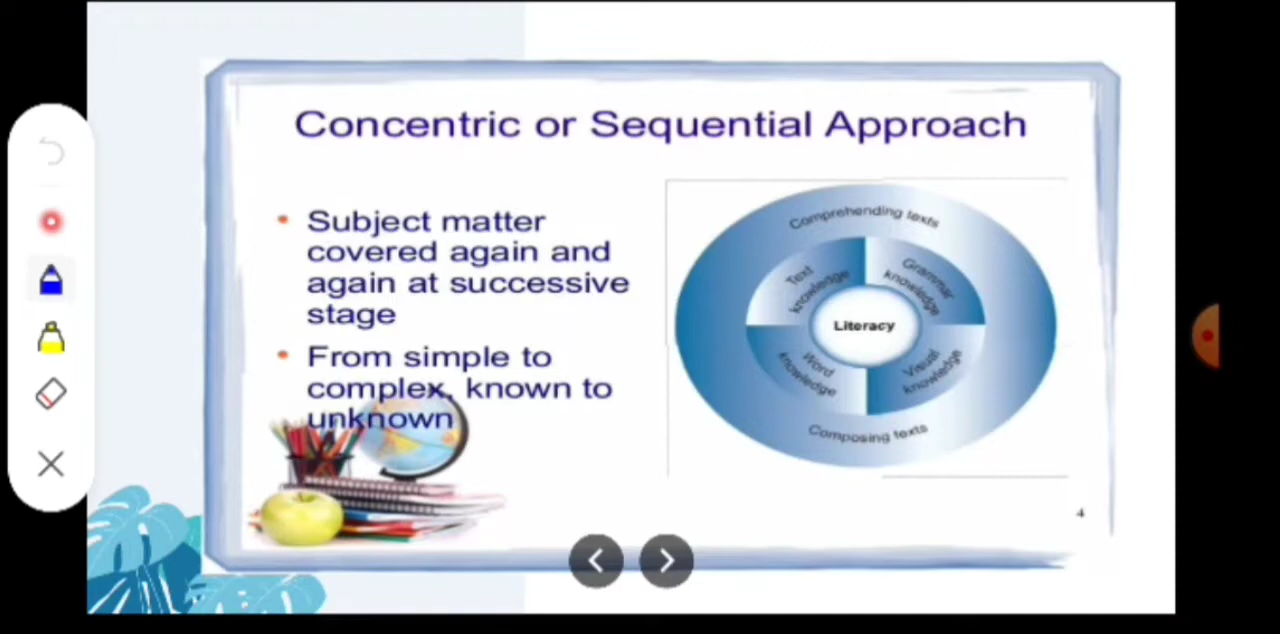 Concentric or Sequential Approach
• Subject matter
covered again and
again at successive
stage
• From simple to
complex, known to
unknown
Comprehending texts
Text
knowledge
Grammar
knowledge
Literacy
Word
knowledge
Visual
knowledge
Composing texts
4